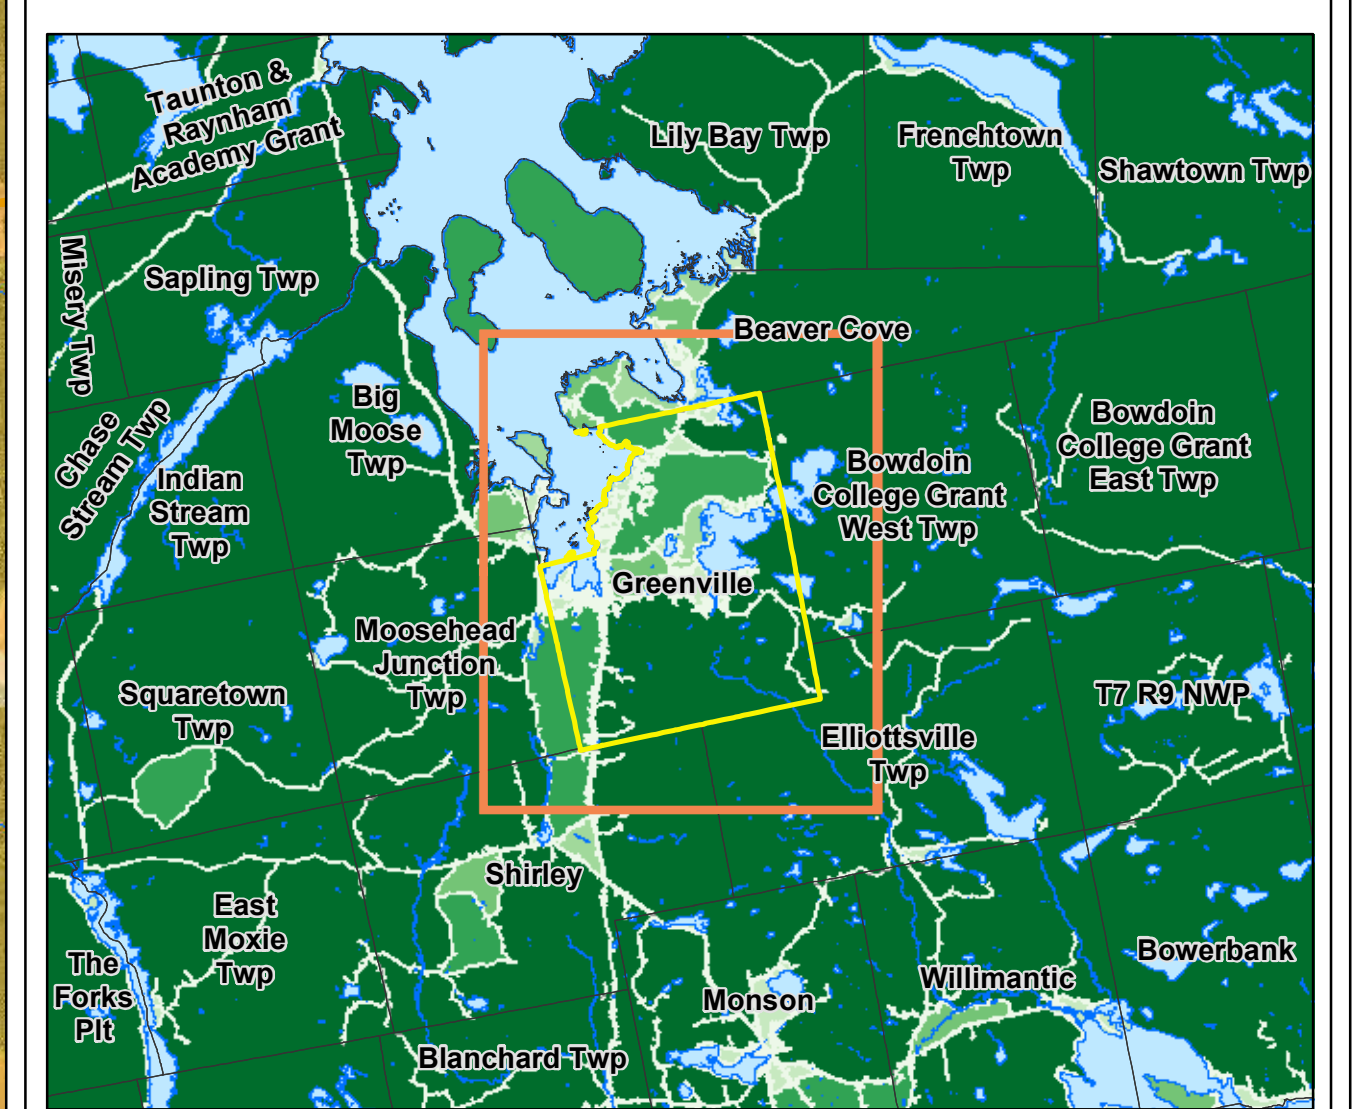 Taunton &
Raynham
Academy Grant
Lily Bay Twp
Frenchtown
Twp
Shawtown Twp
Misery Twp
Sapling Twp
Beaver Cove
Chase
Stream Twp
Big
Moose
Twp
Indian
Stream
Twp
Bowdoin
College Grant
West Twp
Bowdoin
College Grant
East Twp
Greenville
Moosehead
Junction
Twp
Squaretown
Twp
T7 R9 NWP
Elliottsville
Twp
Shirley
East
Moxie
Twp
The
Forks
Plt
Monson
Willimantic
Bowerbank
Blanchard Twp